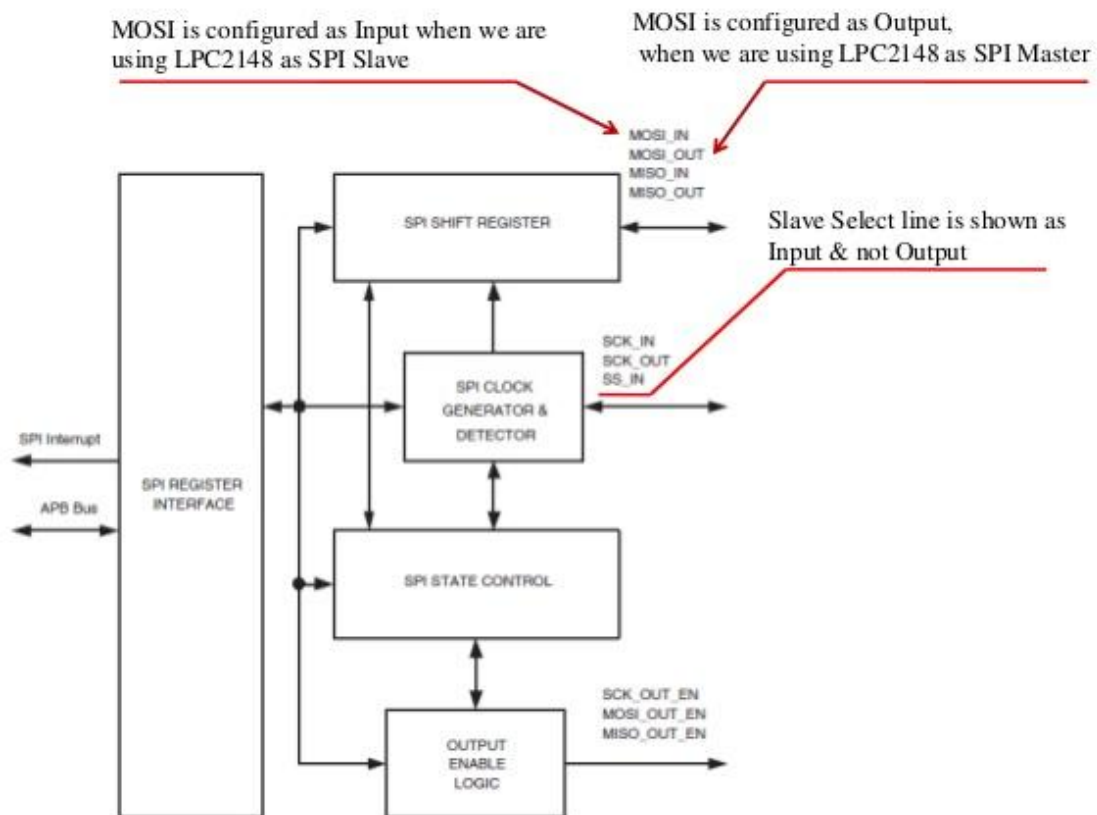 MOSI is configured as Input when we are
using LPC2148 as SPI Slave
MOSI is configured as Output,
when we are using LPC2148 as SPI Master
MOSI_IN
MOSI_OUT
MISO_IN
MISO_OUT
SPI SHIFT REGISTER
Slave Select line is shown as
Input & not Output
SCK_IN
SCK_OUT
SS_IN
SPI CLOCK
GENERATOR &
DETECTOR
SPI Interrupt
APB Bus
SPI REGISTER
INTERFACE
SPI STATE CONTROL
SCK_OUT_EN
MOSI_OUT_EN
MISO_OUT_EN
OUTPUT
ENABLE
LOGIC